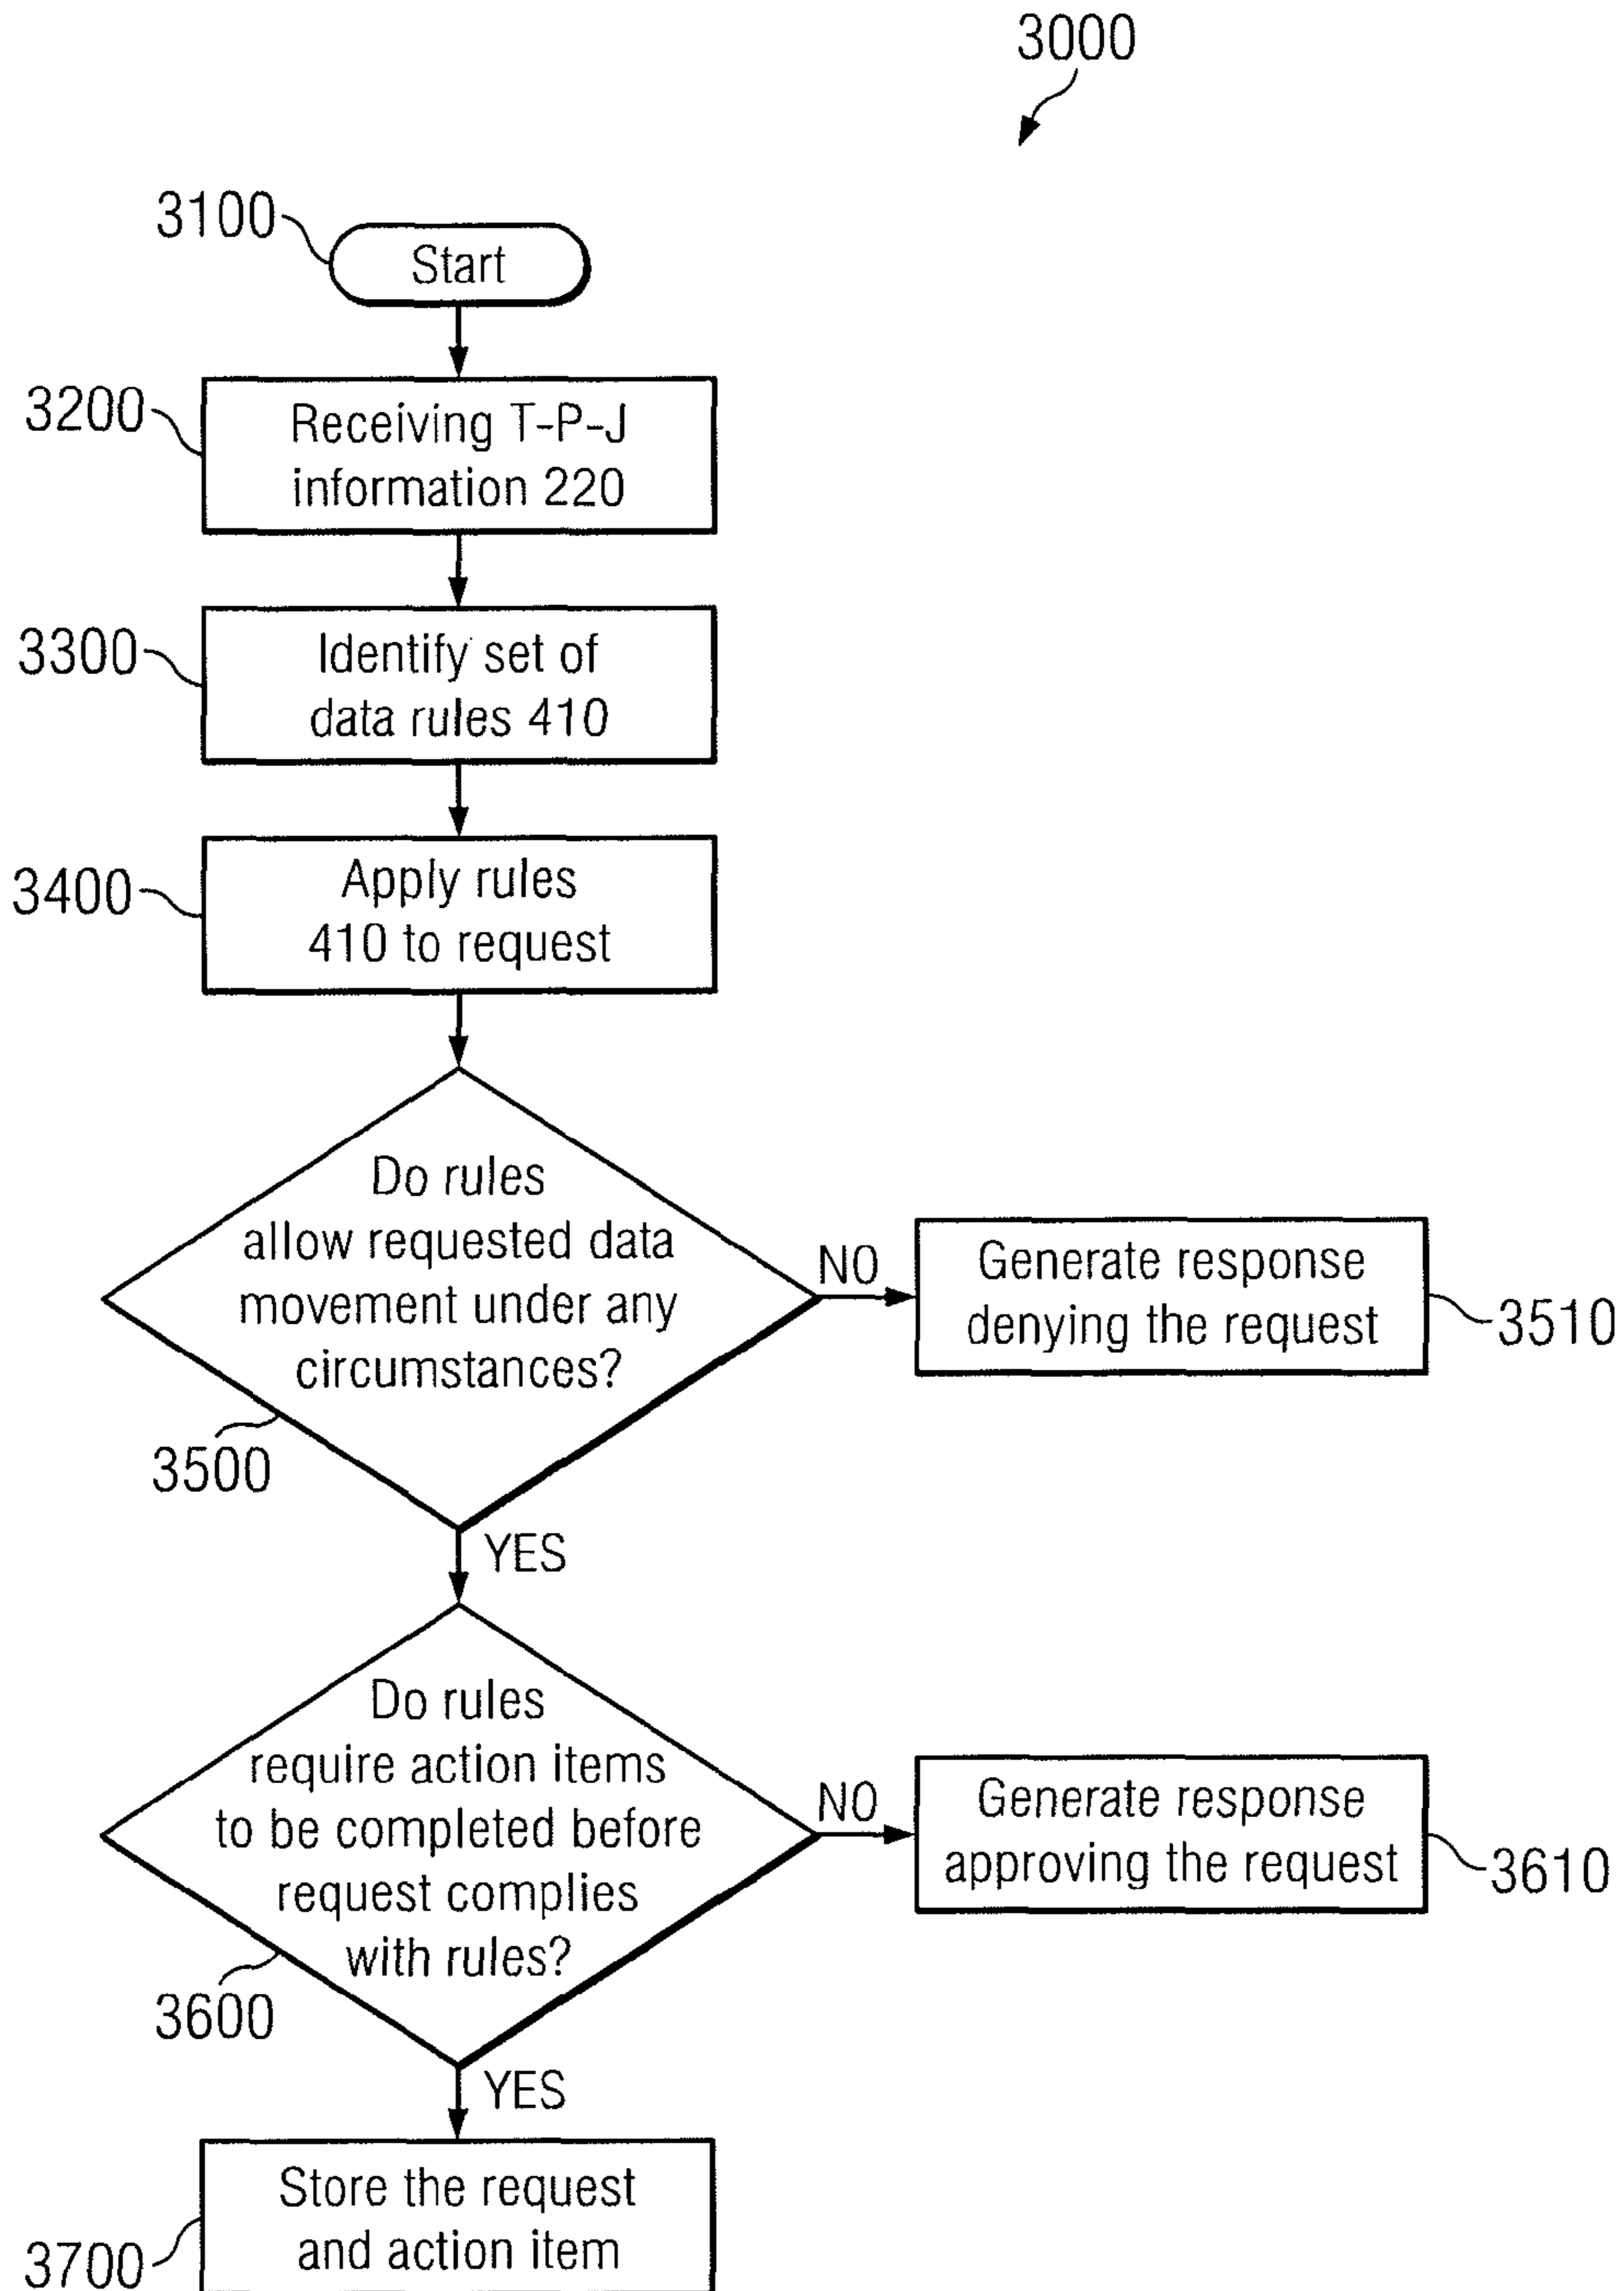 3000
3100
Start
3200
Receiving T-P-J
information 220
3300
Identify set of
data rules 410
3400
Apply rules
410 to request
Do rules
allow requested data
movement under any
circumstances?
3500
NO
Generate response
denying the request
3510
YES
Do rules
require action items
to be completed before
request complies
with rules?
3600
NO
Generate response
approving the request
3610
YES
Store the request
and action item
3700